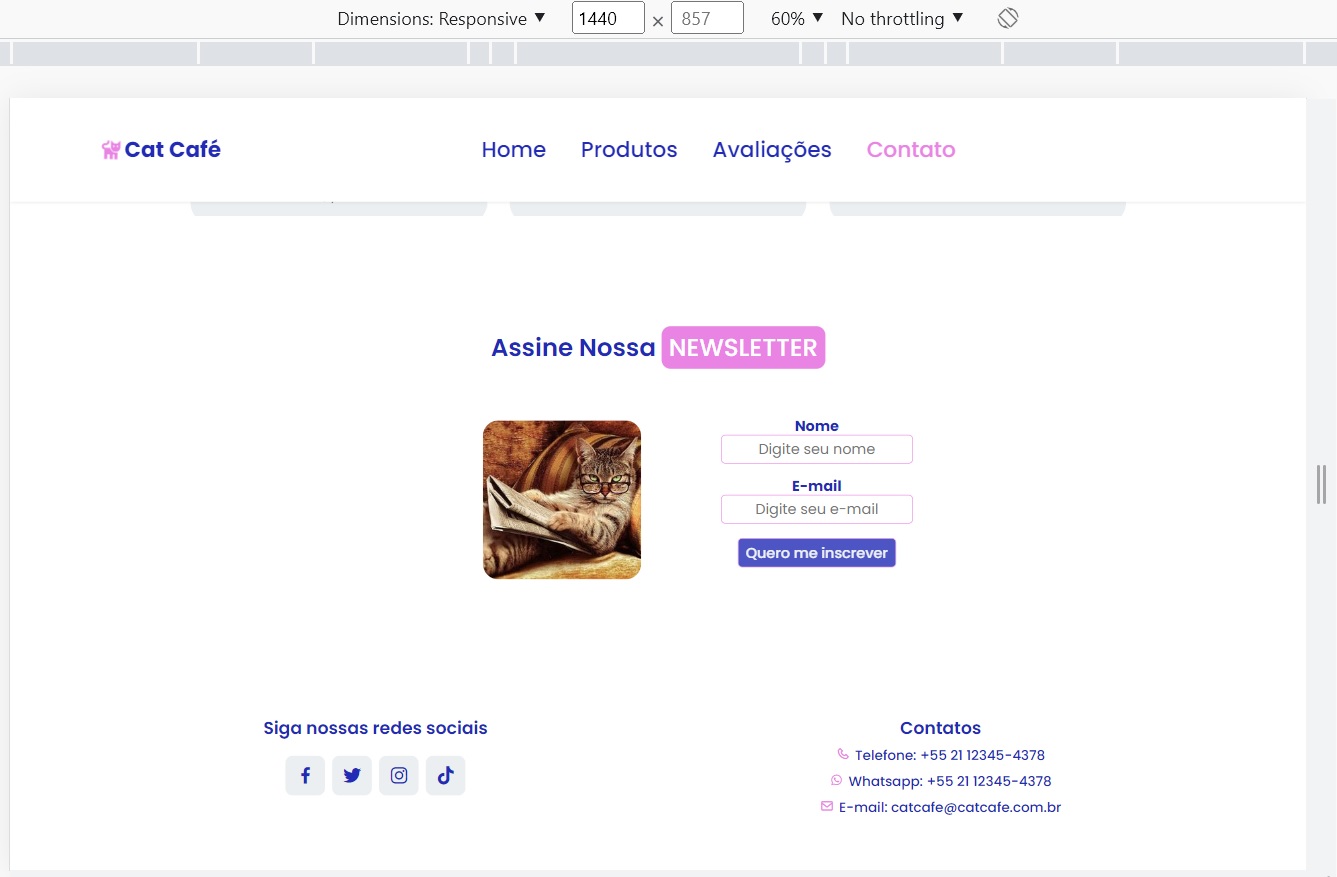 Dimensions: Responsive ▼ 1440 × 857 60% ▼ No throttling ▼
Cat Café Home Produtos Avaliações Contato
Assine Nossa NEWSLETTER
Nome
Digite seu nome
E-mail
Digite seu e-mail
Quero me inscrever
Siga nossas redes sociais
Contatos
Telefone: +55 21 12345-4378
Whatsapp: +55 21 12345-4378
E-mail: catcafe@catcafe.com.br